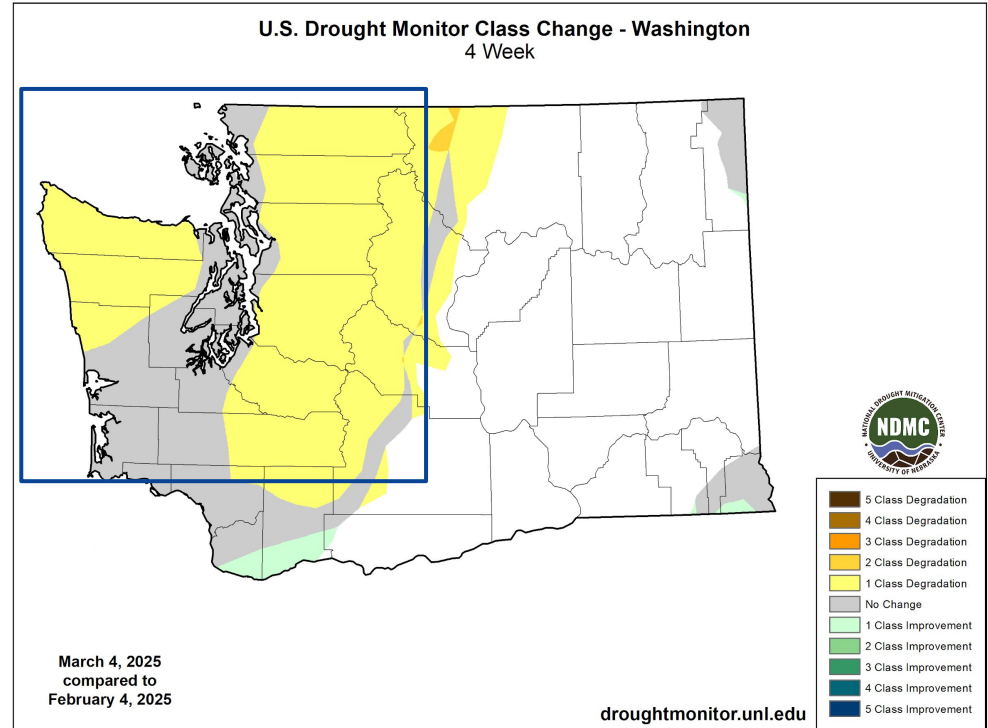 U.S. Drought Monitor Class Change - Washington
4 Week
NATIONAL DROUGHT MITIGATION CENTER
NDMC
UNIVERSITY OF NEBRASKA
5 Class Degradation
4 Class Degradation
3 Class Degradation
2 Class Degradation
1 Class Degradation
No Change
1 Class Improvement
2 Class Improvement
3 Class Improvement
4 Class Improvement
5 Class Improvement
March 4, 2025
compared to
February 4, 2025
droughtmonitor.unl.edu